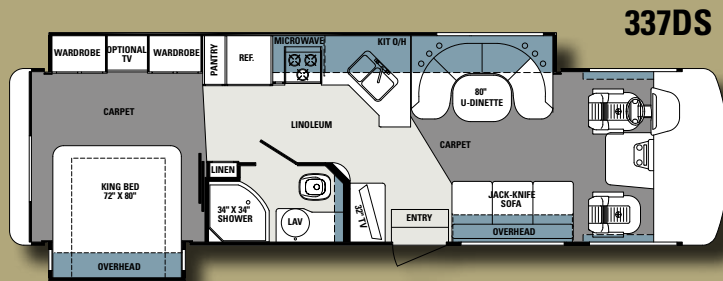 337DS
WARDROBE
OPTIONAL
TV
WARDROBE
PANTRY
REF.
MICROWAVE
KIT O/H
80"
U-DINETTE
CARPET
LINOLEUM
CARPET
KING BED
72" X 80"
OVERHEAD
LINEN
34" X 34"
SHOWER
LAV
32" TV
ENTRY
JACK-KNIFE
SOFA
OVERHEAD